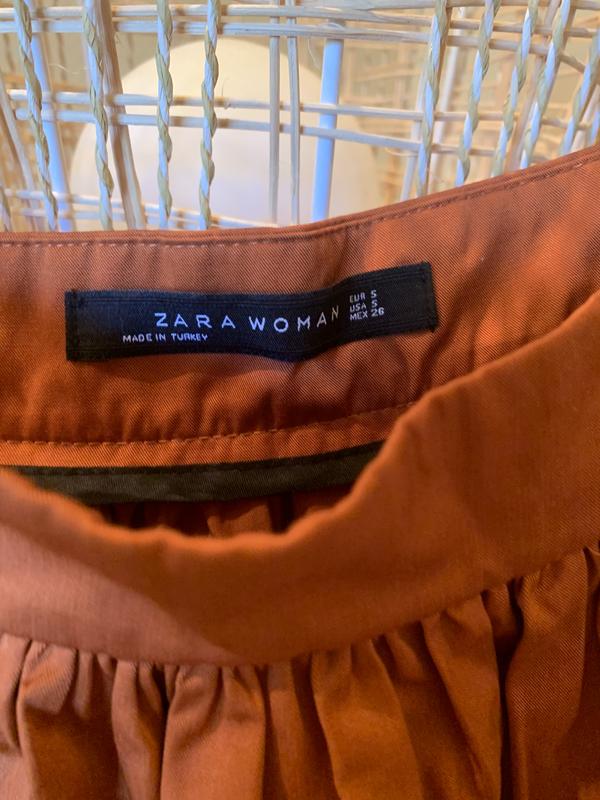 ZARA WOMAN
MADE IN TURKEY
EUR S
USA S
MEX 26